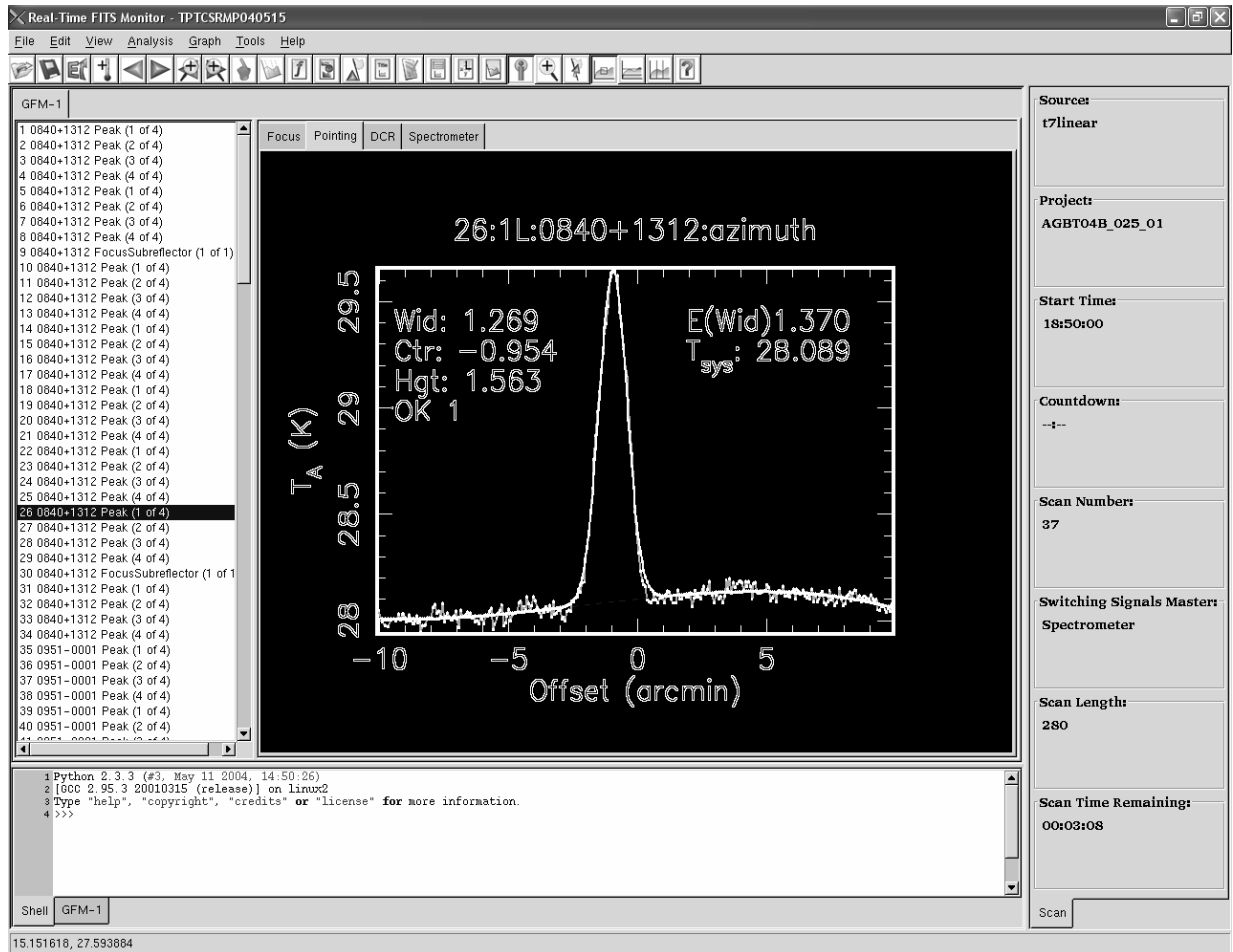 Real-Time FITS Monitor - TPTCSRMP040515
File Edit View Analysis Graph Tools Help
GFM-1
1 0840+1312 Peak (1 of 4)
2 0840+1312 Peak (2 of 4)
3 0840+1312 Peak (3 of 4)
4 0840+1312 Peak (4 of 4)
5 0840+1312 Peak (1 of 4)
6 0840+1312 Peak (2 of 4)
7 0840+1312 Peak (3 of 4)
8 0840+1312 Peak (4 of 4)
9 0840+1312 FocusSubreflector (1 of 1)
10 0840+1312 Peak (1 of 4)
11 0840+1312 Peak (2 of 4)
12 0840+1312 Peak (3 of 4)
13 0840+1312 Peak (4 of 4)
14 0840+1312 Peak (1 of 4)
15 0840+1312 Peak (2 of 4)
16 0840+1312 Peak (3 of 4)
17 0840+1312 Peak (4 of 4)
18 0840+1312 Peak (1 of 4)
19 0840+1312 Peak (2 of 4)
20 0840+1312 Peak (3 of 4)
21 0840+1312 Peak (4 of 4)
22 0840+1312 Peak (1 of 4)
23 0840+1312 Peak (2 of 4)
24 0840+1312 Peak (3 of 4)
25 0840+1312 Peak (4 of 4)
26 0840+1312 Peak (1 of 4)
27 0840+1312 Peak (2 of 4)
28 0840+1312 Peak (3 of 4)
29 0840+1312 Peak (4 of 4)
30 0840+1312 FocusSubreflector (1 of 1
31 0840+1312 Peak (1 of 4)
32 0840+1312 Peak (2 of 4)
33 0840+1312 Peak (3 of 4)
34 0840+1312 Peak (4 of 4)
35 0951-0001 Peak (1 of 4)
36 0951-0001 Peak (2 of 4)
37 0951-0001 Peak (3 of 4)
38 0951-0001 Peak (4 of 4)
39 0951-0001 Peak (1 of 4)
40 0951-0001 Peak (2 of 4)
Focus Pointing DCR Spectrometer
26:1L:0840+1312:azimuth
Wid: 1.269
Ctr: -0.954
Hgt: 1.563
OK 1
E(Wid)1.370
Tsys: 28.089
TA (K)
29.5
29
28.5
28
-10 -5 0 5
Offset (arcmin)
Source:
t7linear
Project:
AGBT04B_025_01
Start Time:
18:50:00
Countdown:
--:--
Scan Number:
37
Switching Signals Master:
Spectrometer
Scan Length:
280
Scan Time Remaining:
00:03:08
Scan
1 Python 2.3.3 (#3, May 11 2004, 14:50:26)
2 [GCC 2.95.3 20010315 (release)] on linux2
3 Type "help", "copyright", "credits" or "license" for more information.
4 >>>
Shell GFM-1
15.151618, 27.593884